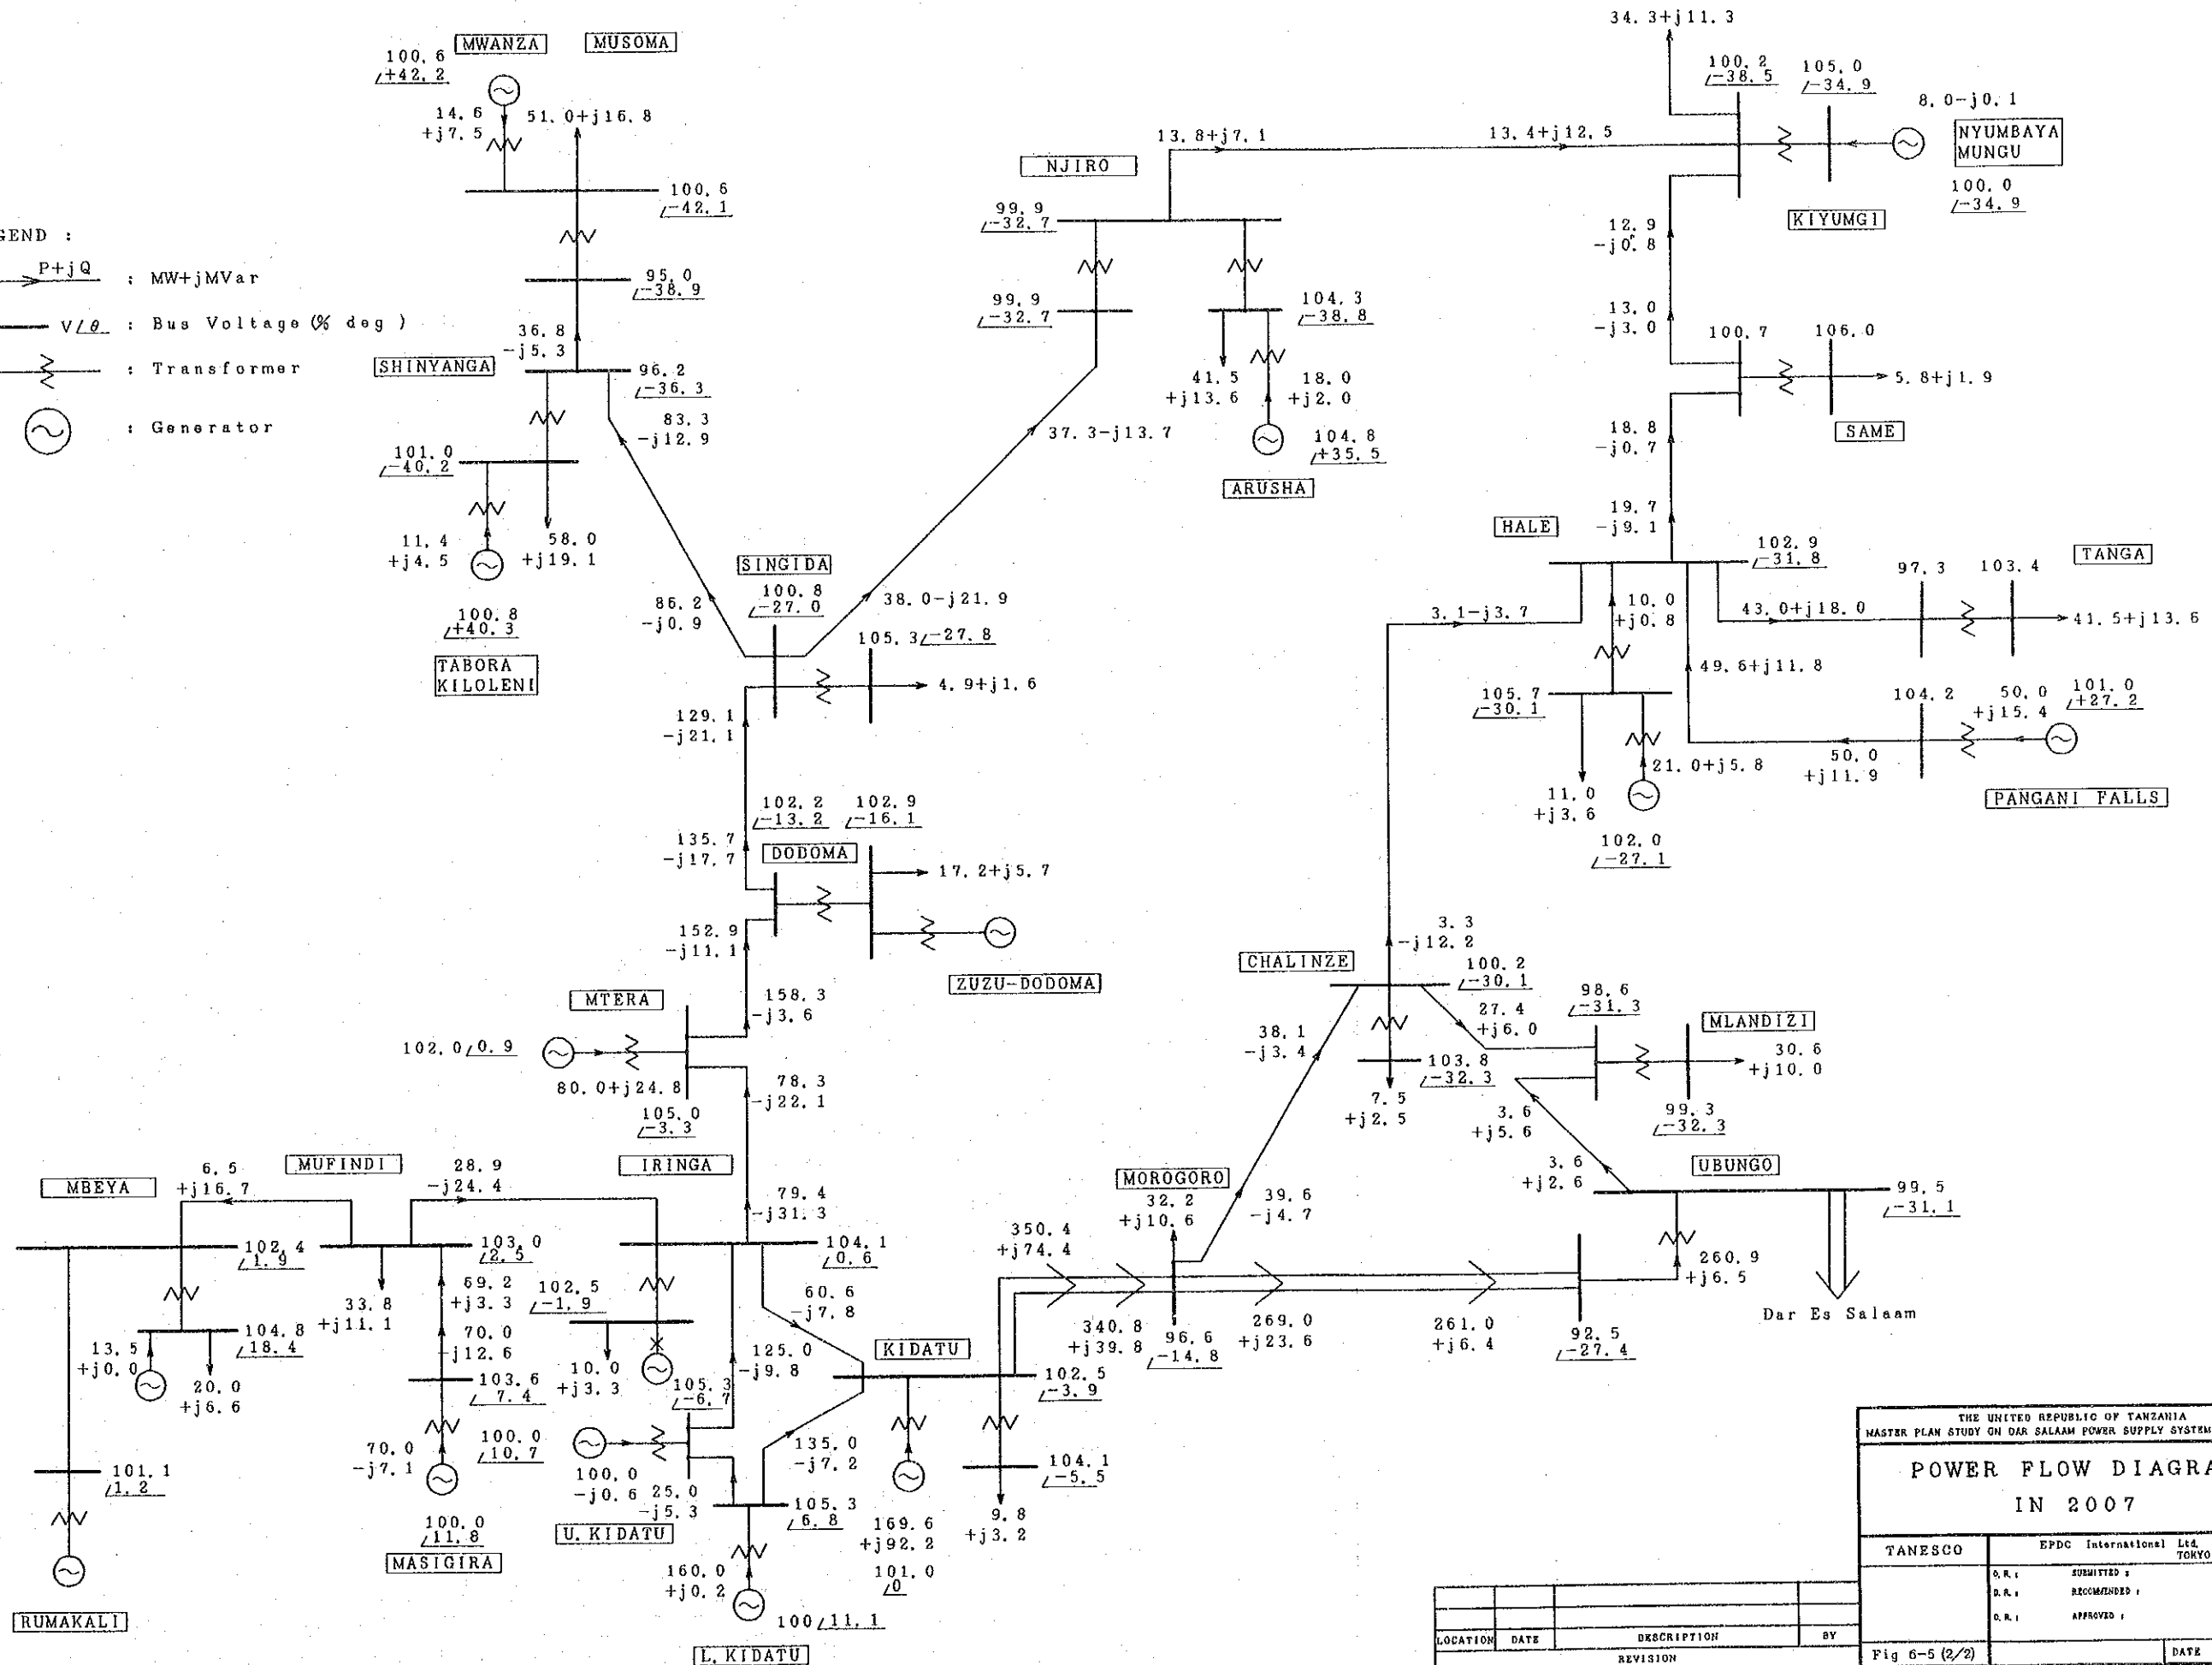 34.3+j11.3
MWANZA
MUSOMA
100.6
/+42.2
14.6
+j7.5
51.0+j16.8
100.6
/-42.1
95.0
/-38.9
GEND :
P+jQ : MW+jMVar
V/θ : Bus Voltage (% deg )
: Transformer
: Generator
36.8
-j5.3
SHINYANGA
96.2
/-36.3
83.3
-j12.9
101.0
/-40.2
11.4
+j4.5
58.0
+j19.1
100.8
/+40.3
TABORA
KILOLENI
86.2
-j0.9
SINGIDA
100.8
/-27.0
38.0-j21.9
105.3/-27.8
4.9+j1.6
37.3-j13.7
NJIRO
99.9
/-32.7
99.9
/-32.7
13.8+j7.1
13.4+j12.5
104.3
/-38.8
41.5
+j13.6
18.0
+j2.0
104.8
/+35.5
ARUSHA
100.2
/-38.5
105.0
/-34.9
8.0-j0.1
NYUMBAYA
MUNGU
100.0
/-34.9
KIYUMGI
12.9
-j0.8
13.0
-j3.0
100.7
106.0
5.8+j1.9
SAME
18.8
-j0.7
19.7
-j9.1
HALE
102.9
/-31.8
TANGA
97.3
103.4
43.0+j18.0
41.5+j13.6
3.1-j3.7
10.0
+j0.8
49.6+j11.8
105.7
/-30.1
104.2
50.0
+j15.4
101.0
/+27.2
50.0
+j11.9
21.0+j5.8
11.0
+j3.6
102.0
/-27.1
PANGANI FALLS
129.1
-j21.1
102.2
/-13.2
102.9
/-16.1
135.7
-j17.7
DODOMA
17.2+j5.7
152.9
-j11.1
ZUZU-DODOMA
MTERA
158.3
-j3.6
102.0/0.9
80.0+j24.8
105.0
/-3.3
78.3
-j22.1
3.3
-j12.2
CHALINZE
100.2
/-30.1
27.4
+j6.0
98.6
/-31.3
MLANDIZI
30.6
+j10.0
99.3
/-32.3
38.1
-j3.4
103.8
/-32.3
7.5
+j2.5
3.6
+j5.6
3.6
+j2.6
UBUNGO
99.5
/-31.1
260.9
+j6.5
Dar Es Salaam
MBEYA
6.5
+j16.7
MUFINDI
28.9
-j24.4
IRINGA
79.4
-j31.3
102.4
/1.9
103.0
/2.5
104.1
/0.6
69.2
+j3.3
33.8
+j11.1
70.0
-j12.6
102.5
/-1.9
10.0
+j3.3
60.6
-j7.8
125.0
-j9.8
13.5
+j0.0
104.8
/18.4
20.0
+j6.6
103.6
/7.4
105.3
/-6.7
101.1
/1.2
70.0
-j7.1
100.0
/10.7
100.0
/11.8
MASIGIRA
100.0
-j0.6
25.0
-j5.3
U.KIDATU
105.3
/6.8
135.0
-j7.2
160.0
+j0.2
100/11.1
L.KIDATU
RUMAKALI
KIDATU
102.5
/-3.9
169.6
+j92.2
101.0
/0
104.1
/-5.5
9.8
+j3.2
MOROGORO
32.2
+j10.6
39.6
-j4.7
350.4
+j74.4
340.8
+j39.8
96.6
/-14.8
269.0
+j23.6
261.0
+j6.4
92.5
/-27.4
THE UNITED REPUBLIC OF TANZANIA
MASTER PLAN STUDY ON DAR SALAAM POWER SUPPLY SYSTEM
POWER FLOW DIAGRA
IN 2007
TANESCO
EPDC International Ltd.
TOKYO
D.R.: SUBMITTED :
D.R.: RECOMMENDED :
D.R.: APPROVED :
LOCATION DATE DESCRIPTION BY
REVISION
Fig 6-5 (2/2)
DATE